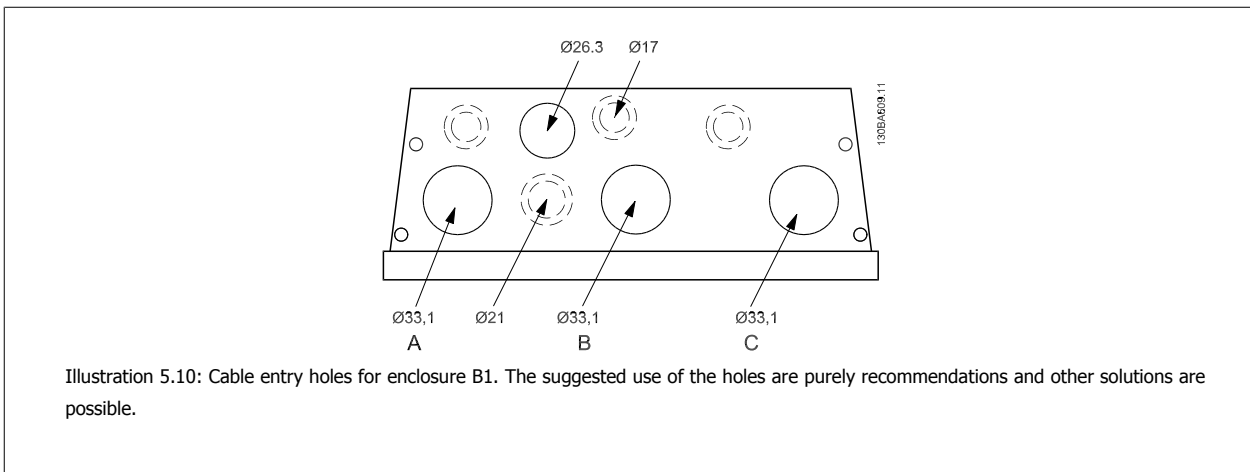 Ø26.3 Ø17
130BA609.11
Ø33,1 Ø21 Ø33,1 Ø33,1
A B C
Illustration 5.10: Cable entry holes for enclosure B1. The suggested use of the holes are purely recommendations and other solutions are
possible.